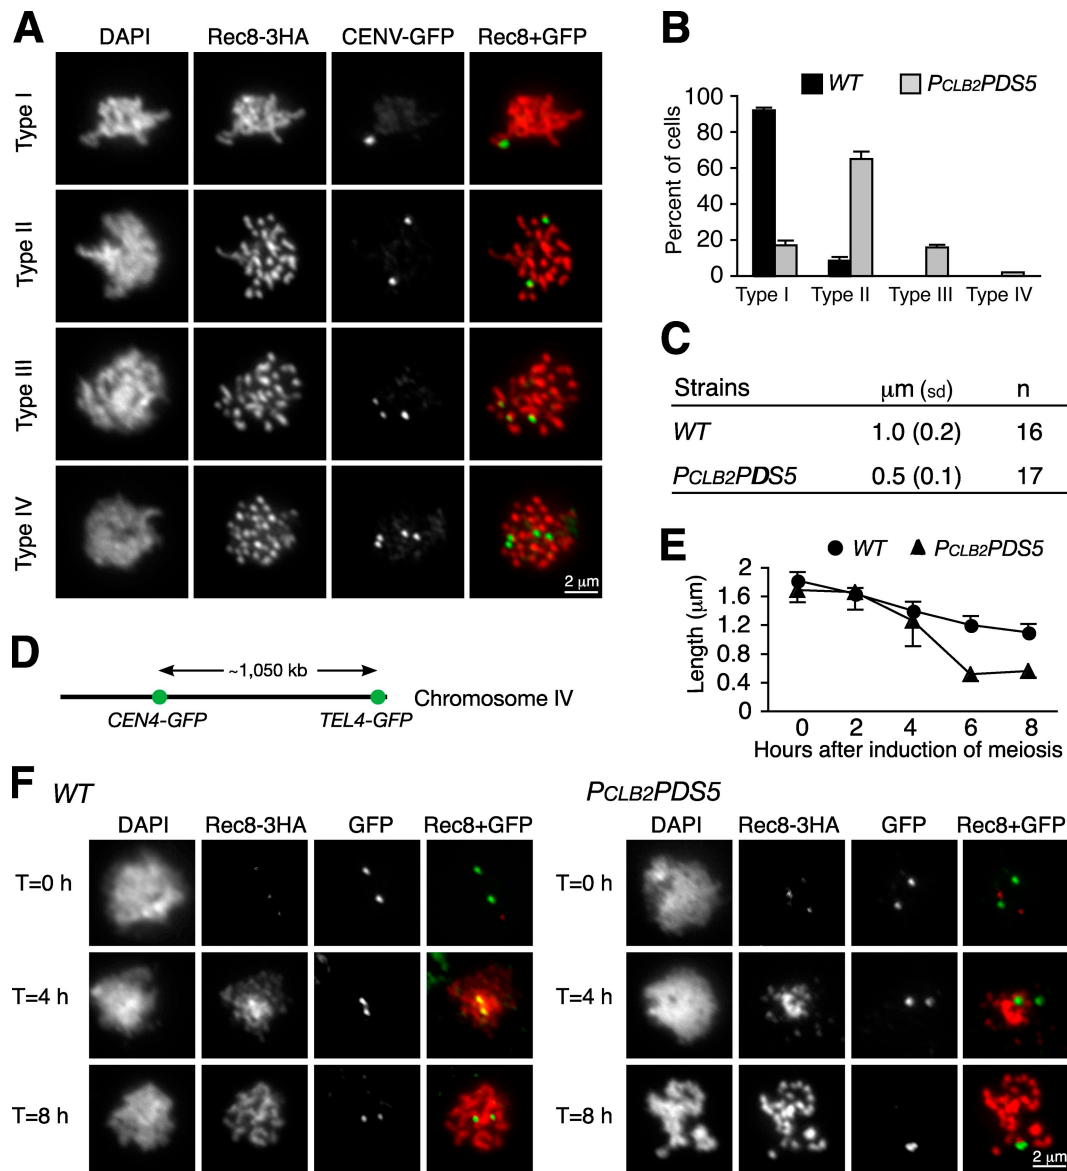 A
DAPI Rec8-3HA CENV-GFP Rec8+GFP
Type I
Type II
Type III
Type IV
2 μm
B
WT PCLB2PDS5
Percent of cells
100
80
60
40
20
0
Type I Type II Type III Type IV
C
Strains μm (sd) n
WT 1.0 (0.2) 16
PCLB2PDS5 0.5 (0.1) 17
D
~1,050 kb
Chromosome IV
CEN4-GFP TEL4-GFP
E
WT PCLB2PDS5
Length (μm)
2
1.6
1.2
0.8
0.4
0
0 2 4 6 8
Hours after induction of meiosis
F
WT
DAPI Rec8-3HA GFP Rec8+GFP
T=0 h
T=4 h
T=8 h
PCLB2PDS5
DAPI Rec8-3HA GFP Rec8+GFP
T=0 h
T=4 h
T=8 h
2 μm